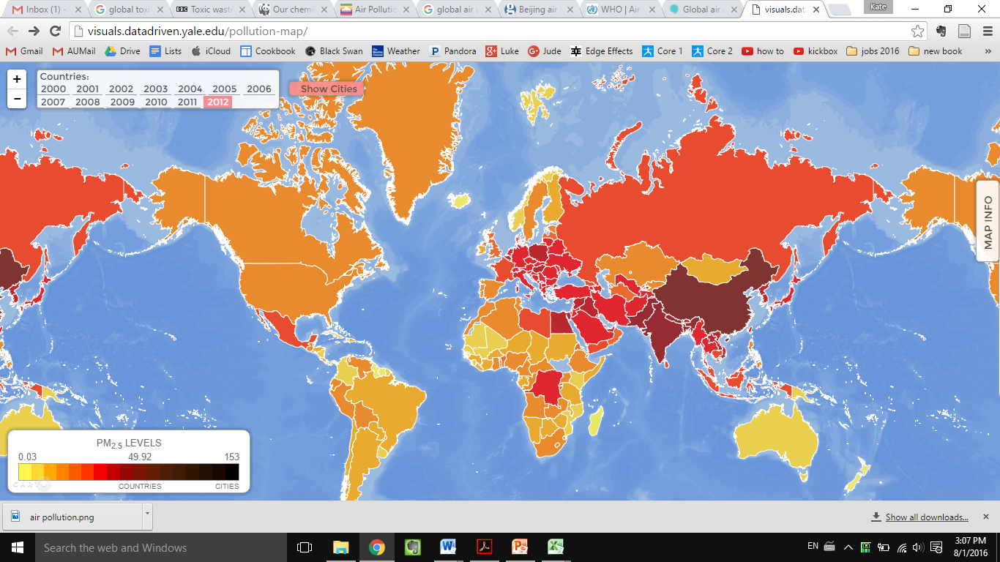 Inbox (1) -
global toxi
BBC Toxic waste
Our chemi
Air Pollutio
global air p
Beijing air
WHO | Air
Global air
visuals.dat
Kate
visuals.datadriven.yale.edu/pollution-map/
Gmail AUMail Drive Lists iCloud Cookbook Black Swan Weather Pandora Luke Jude Edge Effects Core 1 Core 2 how to kickbox jobs 2016 new book »
+
−
Countries:
2000 2001 2002 2003 2004 2005 2006
2007 2008 2009 2010 2011 2012
Show Cities
MAP INFO
PM2.5 LEVELS
0.03 49.92 153
COUNTRIES CITIES
CARTO
air pollution.png
Show all downloads...
Search the web and Windows
EN
3:07 PM
8/1/2016